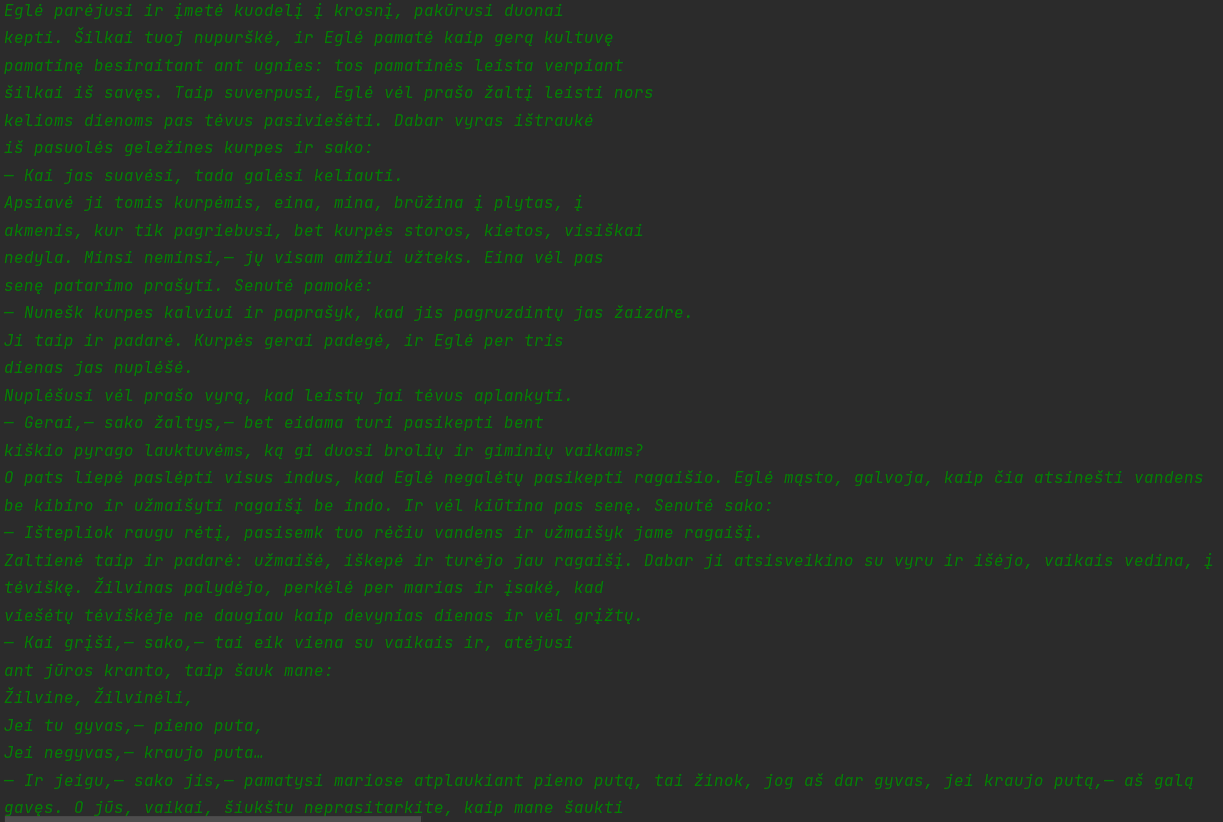 Eglė parėjusi ir įmetė kuodelį į krosnį, pakūrusi duonai
kepti. Šilkai tuoj nupurškė, ir Eglė pamatė kaip gerą kultuvę
pamatinę besiraitant ant ugnies: tos pamatinės leista verpiant
šilkai iš savęs. Taip suverpusi, Eglė vėl prašo žaltį leisti nors
kelioms dienoms pas tėvus pasiviešėti. Dabar vyras ištraukė
iš pasuolės geležines kurpes ir sako:
— Kai jas suavėsi, tada galėsi keliauti.
Apsiavė ji tomis kurpėmis, eina, mina, brūžina į plytas, į
akmenis, kur tik pagriebusi, bet kurpės storos, kietos, visiškai
nedyla. Minsi neminsi,— jų visam amžiui užteks. Eina vėl pas
senę patarimo prašyti. Senutė pamokė:
— Nunešk kurpes kalviui ir paprašyk, kad jis pagruzdintų jas žaizdre.
Ji taip ir padarė. Kurpės gerai padegė, ir Eglė per tris
dienas jas nuplėšė.
Nuplėšusi vėl prašo vyrą, kad leistų jai tėvus aplankyti.
— Gerai,— sako žaltys,— bet eidama turi pasikepti bent
kiškio pyrago lauktuvėms, ką gi duosi brolių ir giminių vaikams?
O pats liepė paslėpti visus indus, kad Eglė negalėtų pasikepti ragaišio. Eglė mąsto, galvoja, kaip čia atsinešti vandens
be kibiro ir užmaišyti ragaišį be indo. Ir vėl kiūtina pas senę. Senutė sako:
— Ištepliok raugu rėtį, pasisemk tuo rėčiu vandens ir užmaišyk jame ragaišį.
Zaltienė taip ir padarė: užmaišė, iškepė ir turėjo jau ragaišį. Dabar ji atsisveikino su vyru ir išėjo, vaikais vedina, į
tėviškę. Žilvinas palydėjo, perkėlė per marias ir įsakė, kad
viešėtų tėviškėje ne daugiau kaip devynias dienas ir vėl grįžtų.
— Kai grįši,— sako,— tai eik viena su vaikais ir, atėjusi
ant jūros kranto, taip šauk mane:
Žilvine, Žilvinėli,
Jei tu gyvas,— pieno puta,
Jei negyvas,— kraujo puta…
— Ir jeigu,— sako jis,— pamatysi mariose atplaukiant pieno putą, tai žinok, jog aš dar gyvas, jei kraujo putą,— aš galą
gavęs. O jūs, vaikai, šiukštu neprasitarkite, kaip mane šaukti